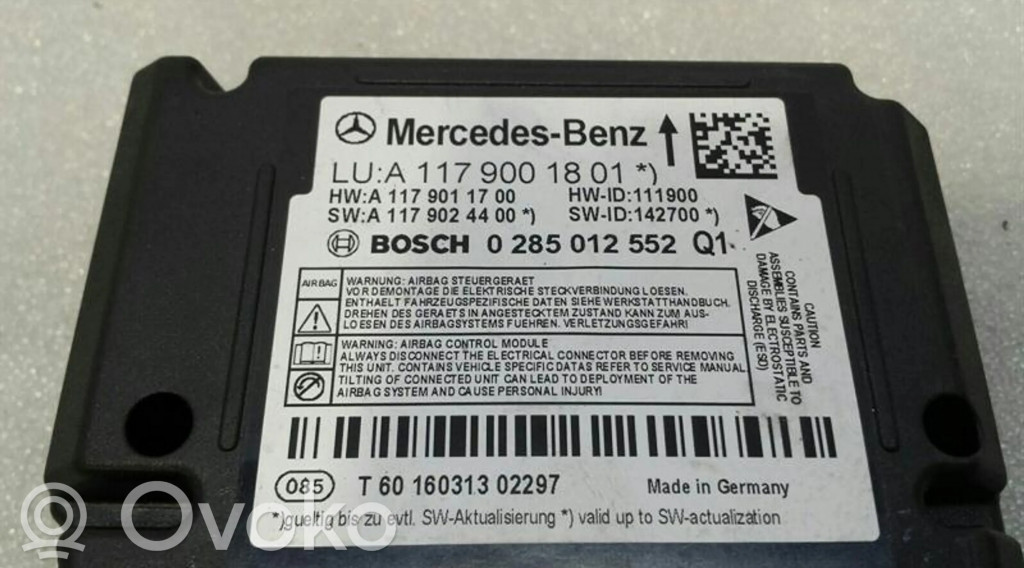 Mercedes-Benz
LU:A 117 900 18 01 *)
HW:A 117 901 17 00 HW-ID:111900
SW:A 117 902 44 00 *) SW-ID:142700 *)
BOSCH 0 285 012 552 Q1
CAUTION
CONTAINS PARTS AND
ASSEMBLIES SUSCEPTIBLE TO
DAMAGE BY ELECTROSTATIC
DISCHARGE (ESD)
AIRBAG
WARNUNG: AIRBAG STEUERGERAET
VOR DEMONTAGE DIE ELEKTRISCHE STECKVERBINDUNG LOESEN.
ENTHAELT FAHRZEUGSPEZIFISCHE DATEN SIEHE WERKSTATTHANDBUCH.
DREHEN DES GERAETS IN ANGESTECKTEM ZUSTAND KANN ZUM AUS-
LOESEN DES AIRBAGSYSTEMS FUEHREN. VERLETZUNGSGEFAHR!
WARNING: AIRBAG CONTROL MODULE
ALWAYS DISCONNECT THE ELECTRICAL CONNECTOR BEFORE REMOVING
THIS UNIT. CONTAINS VEHICLE SPECIFIC DATAS REFER TO SERVICE MANUAL
TILTING OF CONNECTED UNIT CAN LEAD TO DEPLOYMENT OF THE
AIRBAG SYSTEM AND CAUSE PERSONAL INJURY!
085 T 60 160313 02297 Made in Germany
*)gueltig bis zu evtl. SW-Aktualisierung *) valid up to SW-actualization
Ovoko